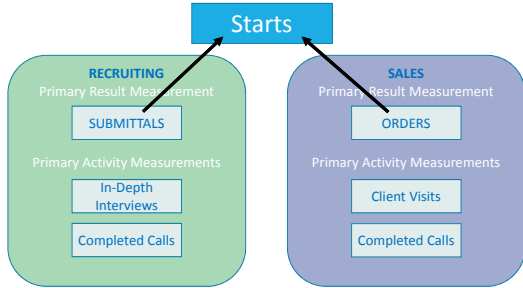 Starts
RECRUITING
Primary Result Measurement
SUBMITTALS
Primary Activity Measurements
In-Depth
Interviews
Completed Calls
SALES
Primary Result Measurement
ORDERS
Primary Activity Measurements
Client Visits
Completed Calls